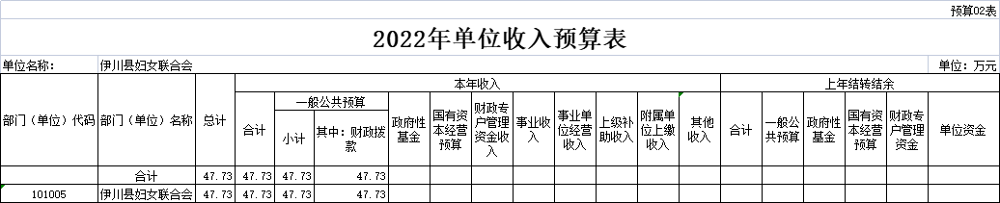 预算02表
2022年单位收入预算表
单位名称: 伊川县妇女联合会 单位: 万元
部门（单位）代码 部门（单位）名称 总计 本年收入 上年结转结余
合计 一般公共预算 政府性基金 国有资本经营预算 财政专户管理资金收入 事业收入 事业单位经营收入 上级补助收入 附属单位上缴收入 其他收入 合计 一般公共预算 政府性基金 国有资本经营预算 财政专户管理资金 单位资金
小计 其中: 财政拨款
合计 47.73 47.73 47.73 47.73
101005 伊川县妇女联合会 47.73 47.73 47.73 47.73